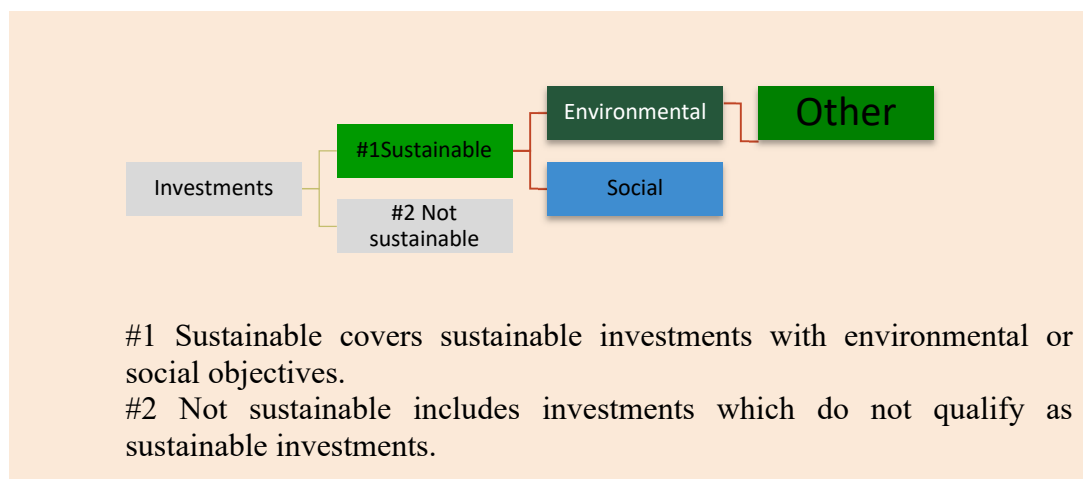 Environmental
Other
#1Sustainable
Investments
Social
#2 Not
sustainable
#1 Sustainable covers sustainable investments with environmental or
social objectives.
#2 Not sustainable includes investments which do not qualify as
sustainable investments.